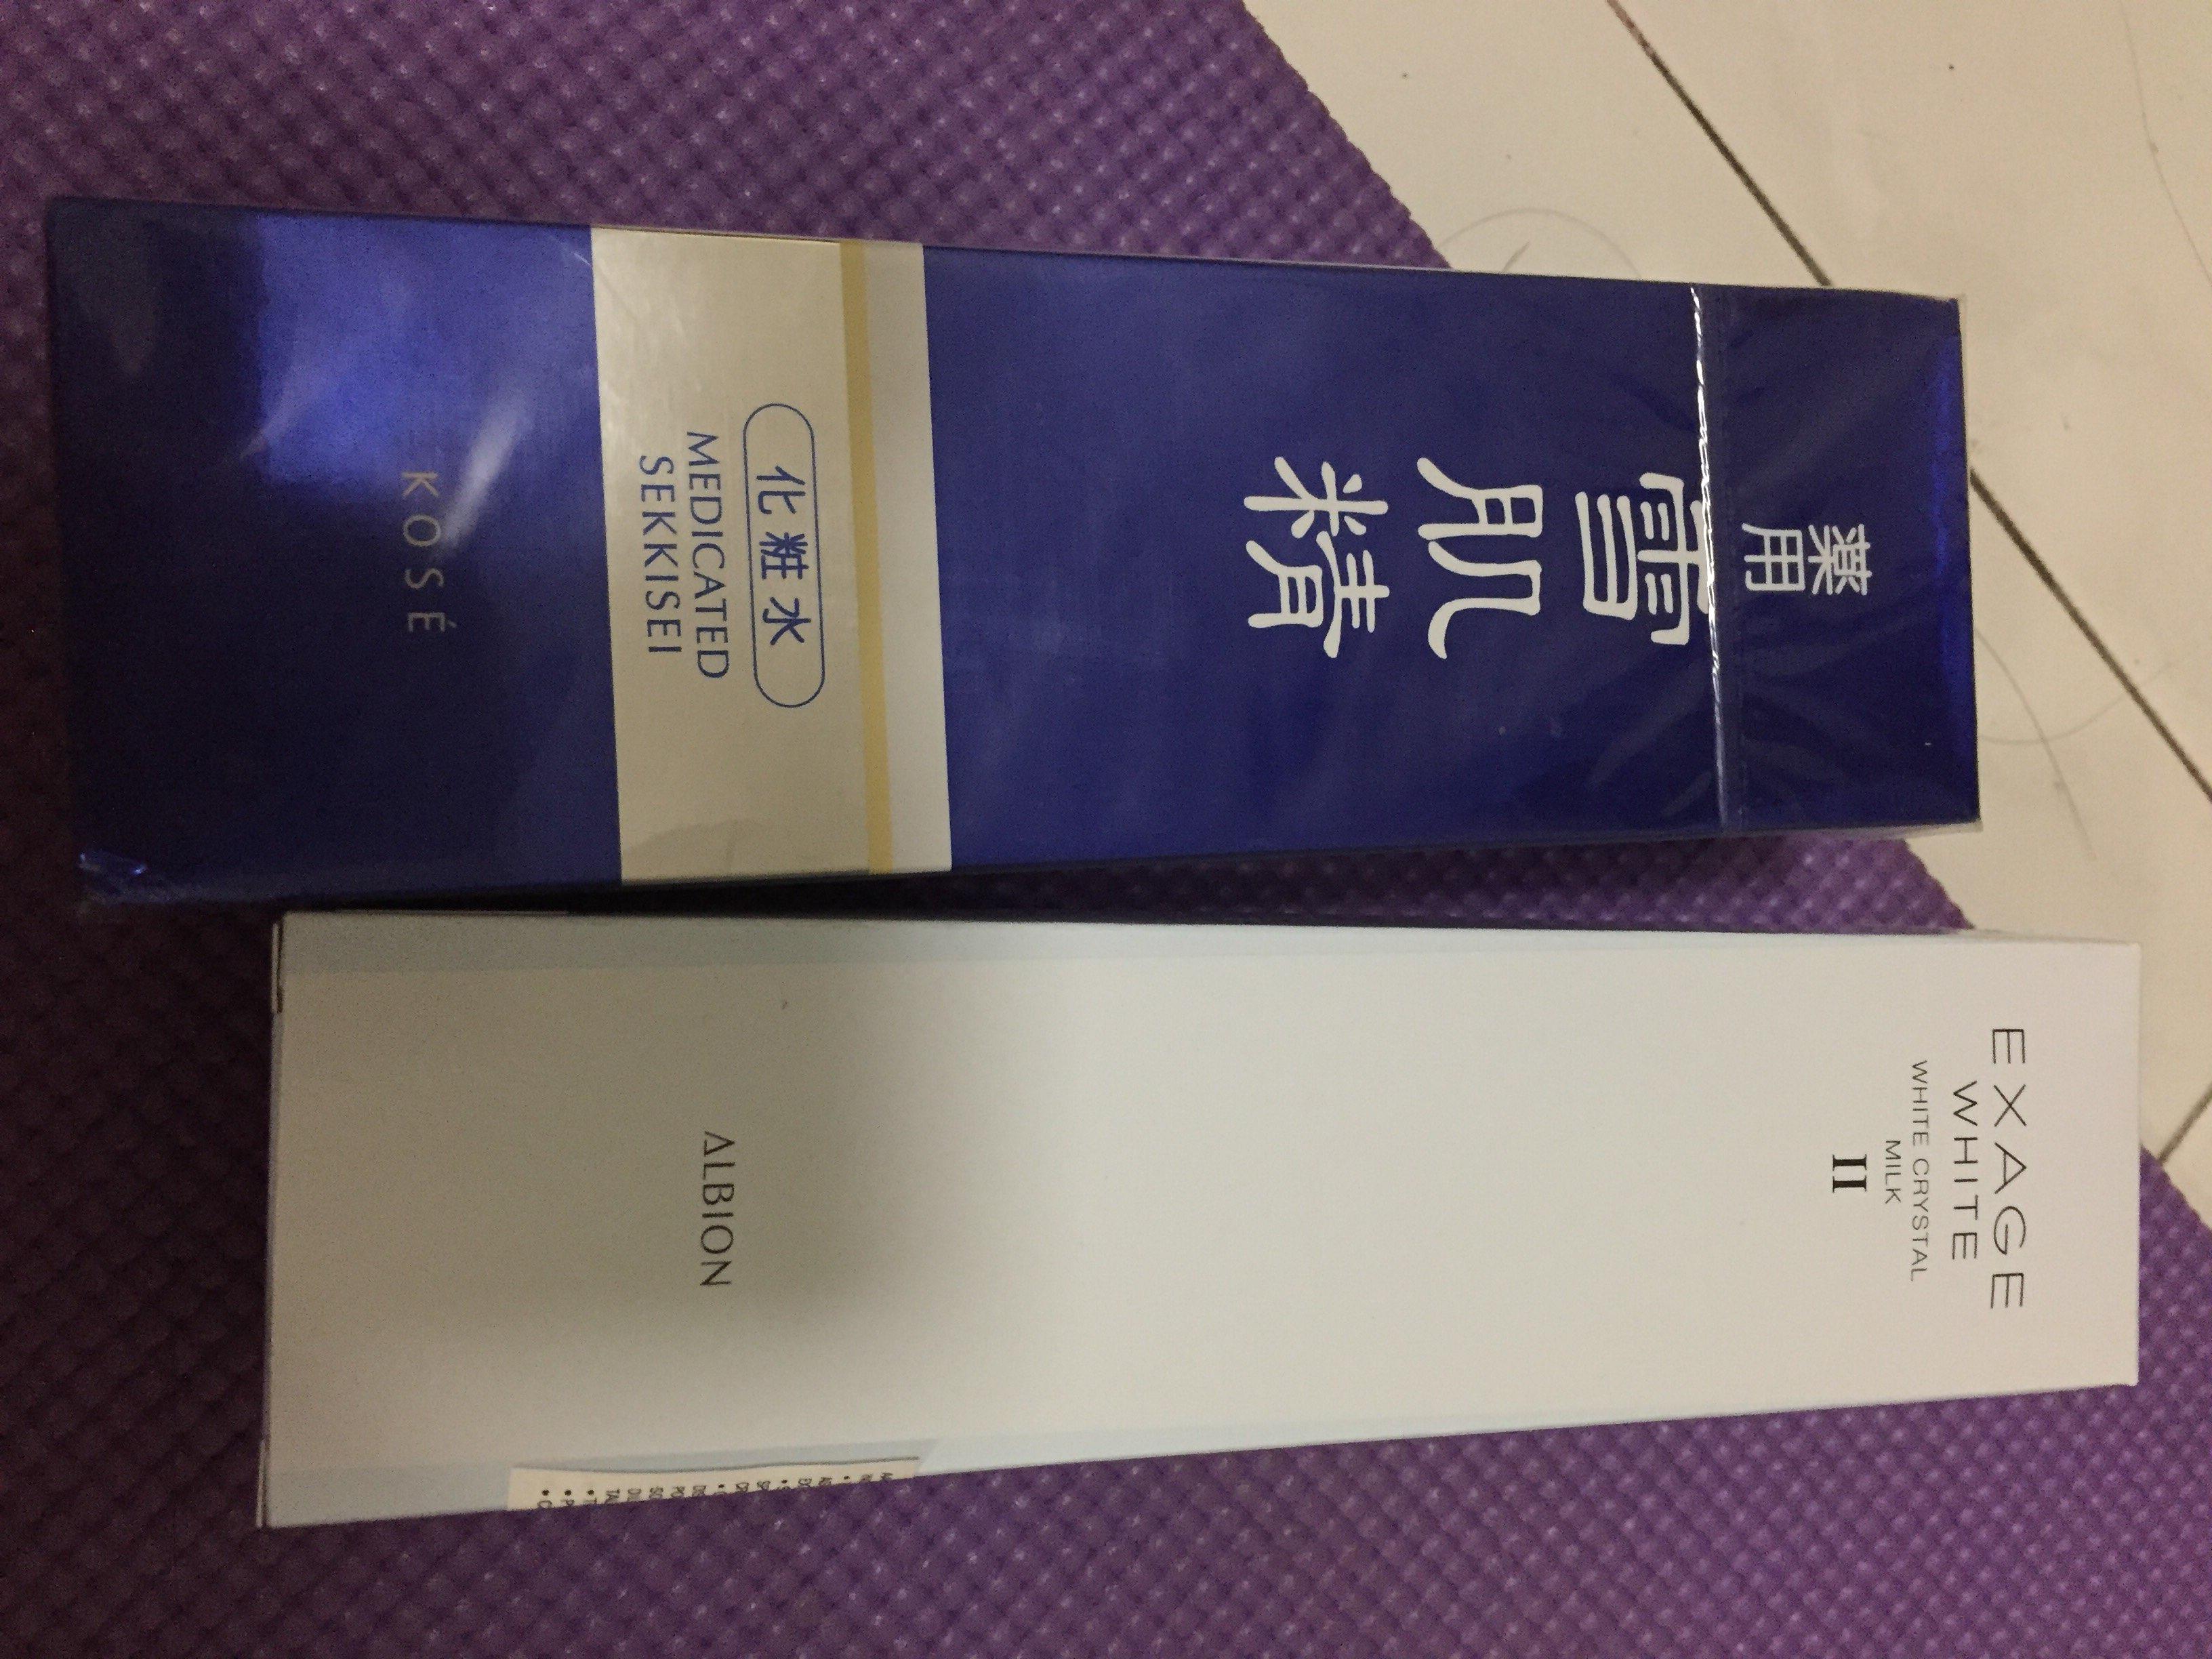 薬用
雪肌精
化粧水
MEDICATED
SEKKISEI
KOSÉ
EXAGE
WHITE
WHITE CRYSTAL
MILK
II
ALBION